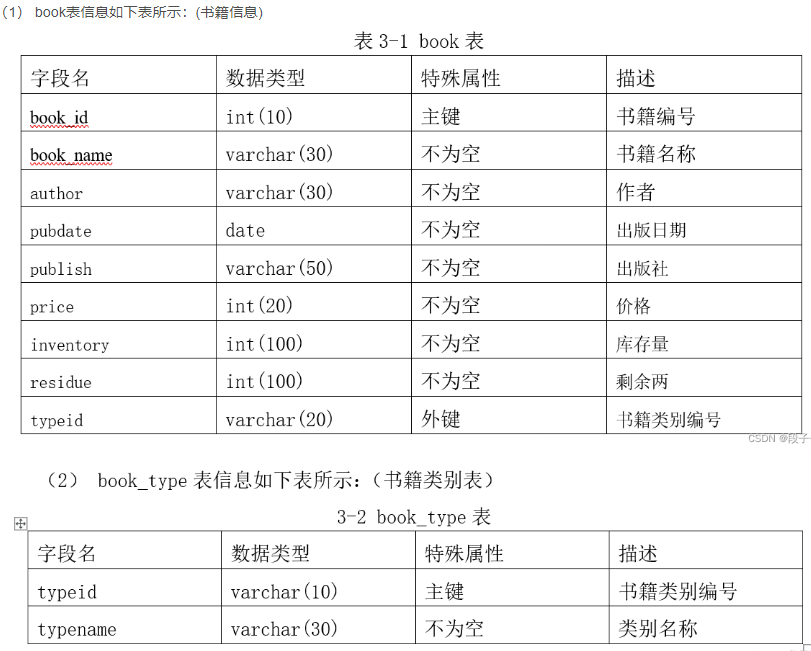 （1） book表信息如下表所示：(书籍信息)
表 3-1 book 表
字段名 数据类型 特殊属性 描述
book_id int(10) 主键 书籍编号
book_name varchar(30) 不为空 书籍名称
author varchar(30) 不为空 作者
pubdate date 不为空 出版日期
publish varchar(50) 不为空 出版社
price int(20) 不为空 价格
inventory int(100) 不为空 库存量
residue int(100) 不为空 剩余两
typeid varchar(20) 外键 书籍类别编号
CSDN @段子
（2） book_type 表信息如下表所示：（书籍类别表）
3-2 book_type 表
字段名 数据类型 特殊属性 描述
typeid varchar(10) 主键 书籍类别编号
typename varchar(30) 不为空 类别名称